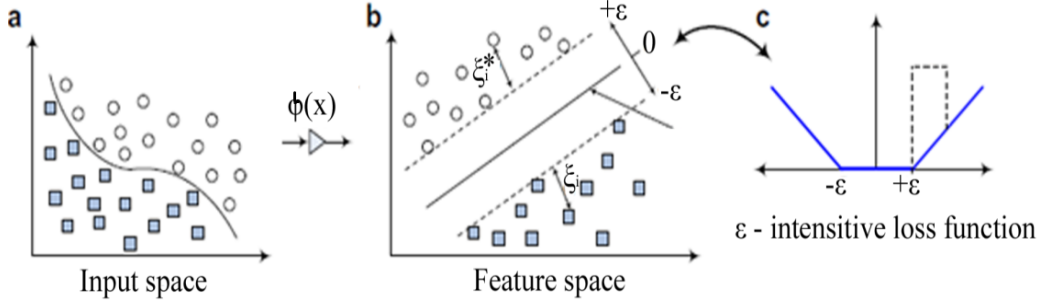 a
b
c
+ε
0
-ε
ξᵢ*
ξᵢ
ϕ(x)
-ε
+ε
ε - intensitive loss function
Input space
Feature space